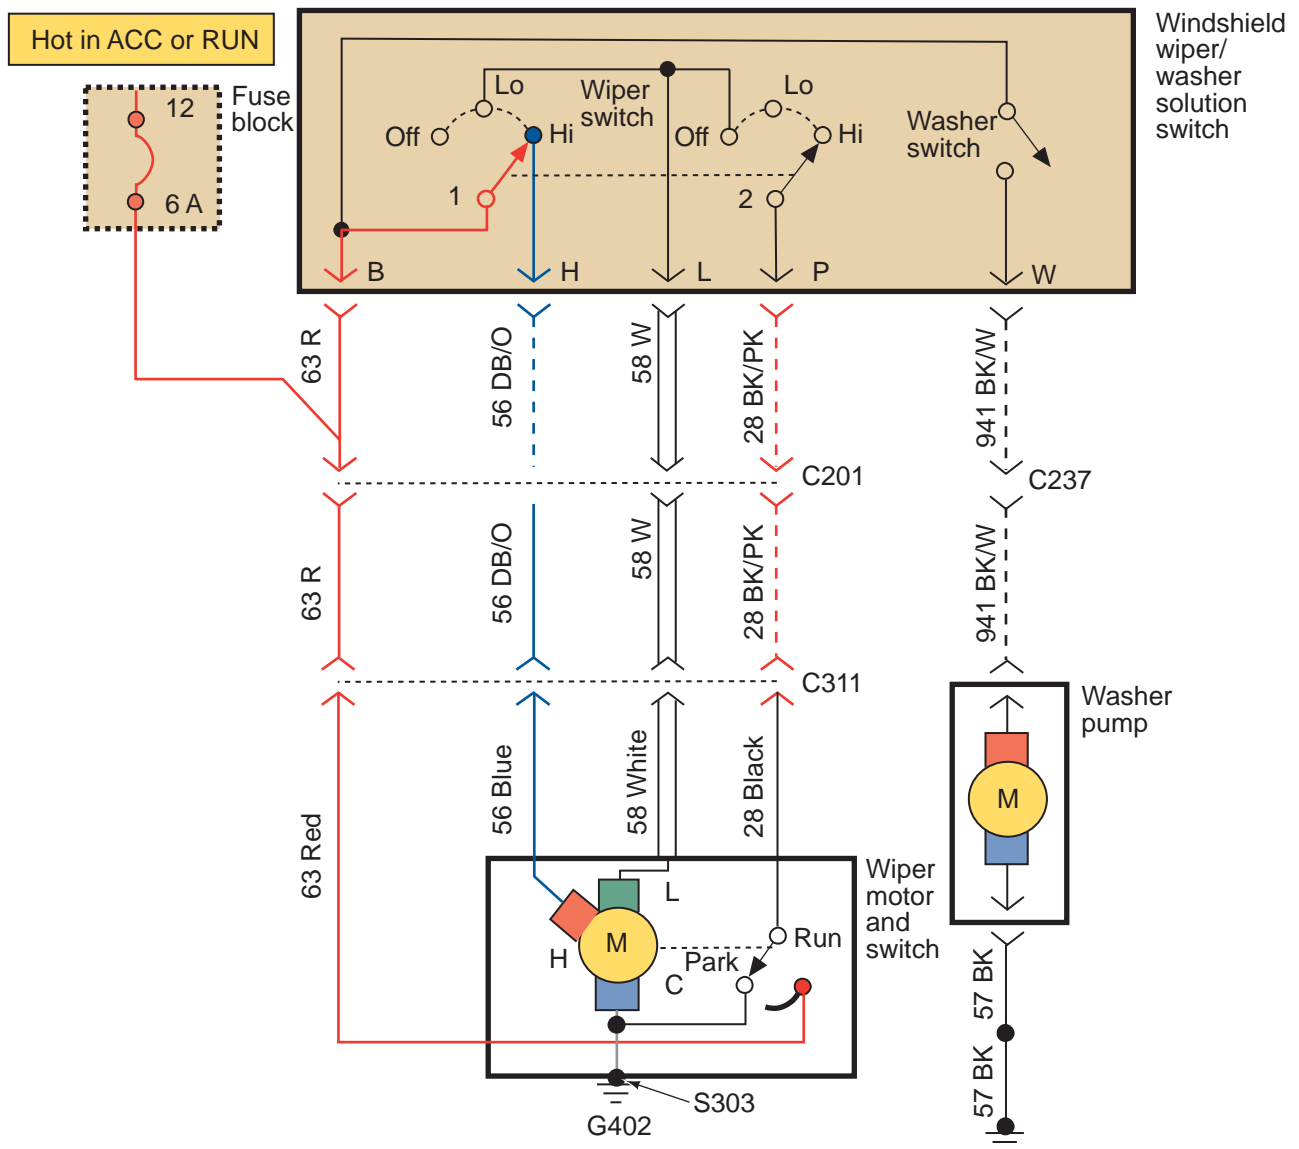 Hot in ACC or RUN
Windshield
wiper/
washer
solution
switch
12
Fuse
block
6 A
Lo
Off
Hi
1
Wiper
switch
Lo
Off
Hi
2
Washer
switch
B
H
L
P
W
63 R
56 DB/O
58 W
28 BK/PK
941 BK/W
C201
C237
63 R
56 DB/O
58 W
28 BK/PK
941 BK/W
C311
Washer
pump
63 Red
56 Blue
58 White
28 Black
M
Wiper
motor
and
switch
L
H
M
Run
Park
C
57 BK
57 BK
S303
G402